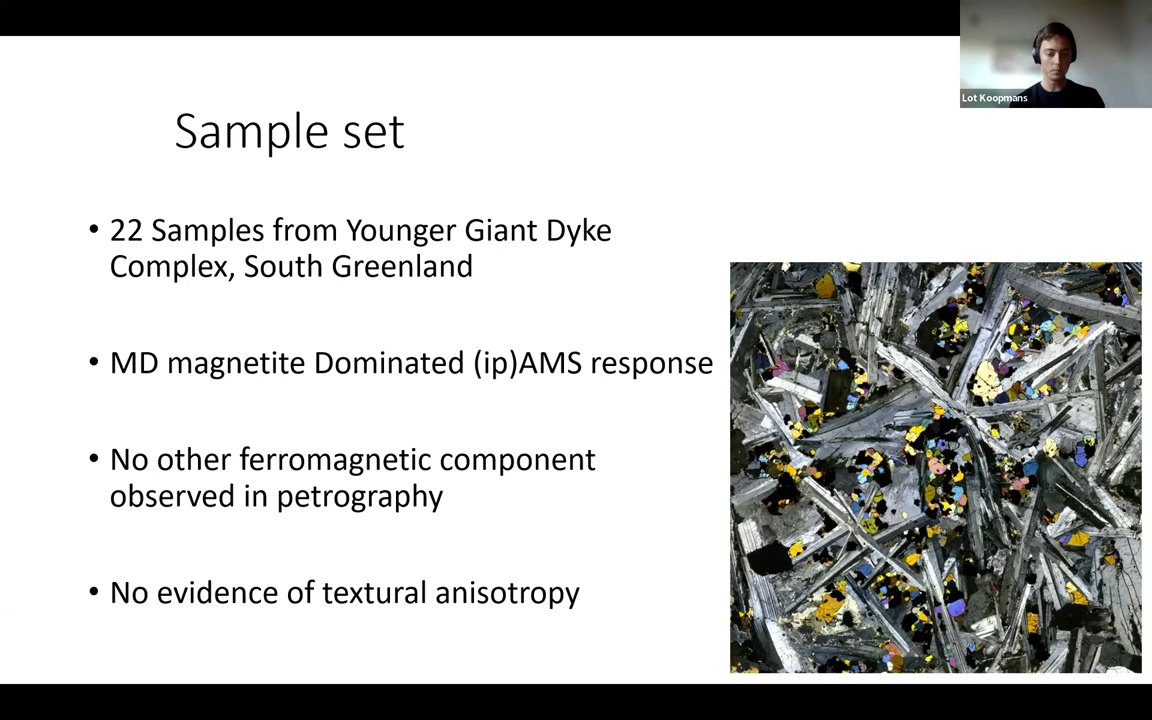 Lot Koopmans
Sample set
• 22 Samples from Younger Giant Dyke
Complex, South Greenland
• MD magnetite Dominated (ip)AMS response
• No other ferromagnetic component
observed in petrography
• No evidence of textural anisotropy